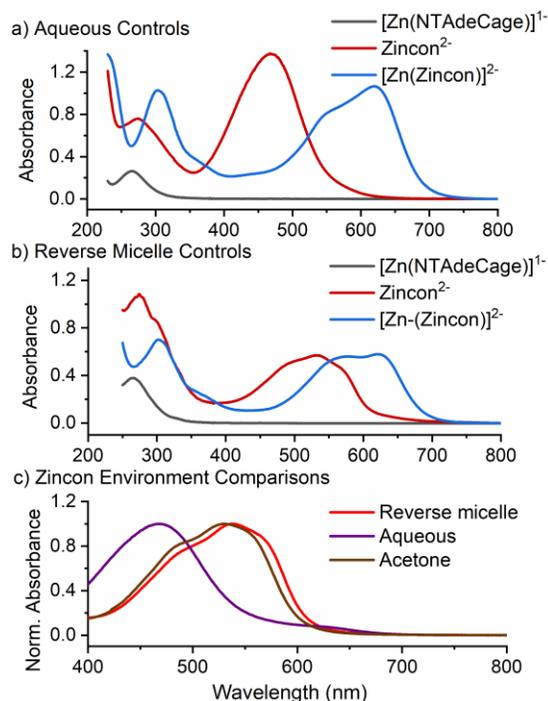 a) Aqueous Controls
[Zn(NTAdeCage)]1-
Zincon2-
[Zn(Zincon)]2-
Absorbance
1.2
0.8
0.4
0.0
200 300 400 500 600 700 800
b) Reverse Micelle Controls
[Zn(NTAdeCage)]1-
Zincon2-
[Zn-(Zincon)]2-
Absorbance
1.2
0.8
0.4
0.0
200 300 400 500 600 700 800
c) Zincon Environment Comparisons
Reverse micelle
Aqueous
Acetone
Norm. Absorbance
1.2
0.8
0.4
0.0
400 500 600 700 800
Wavelength (nm)